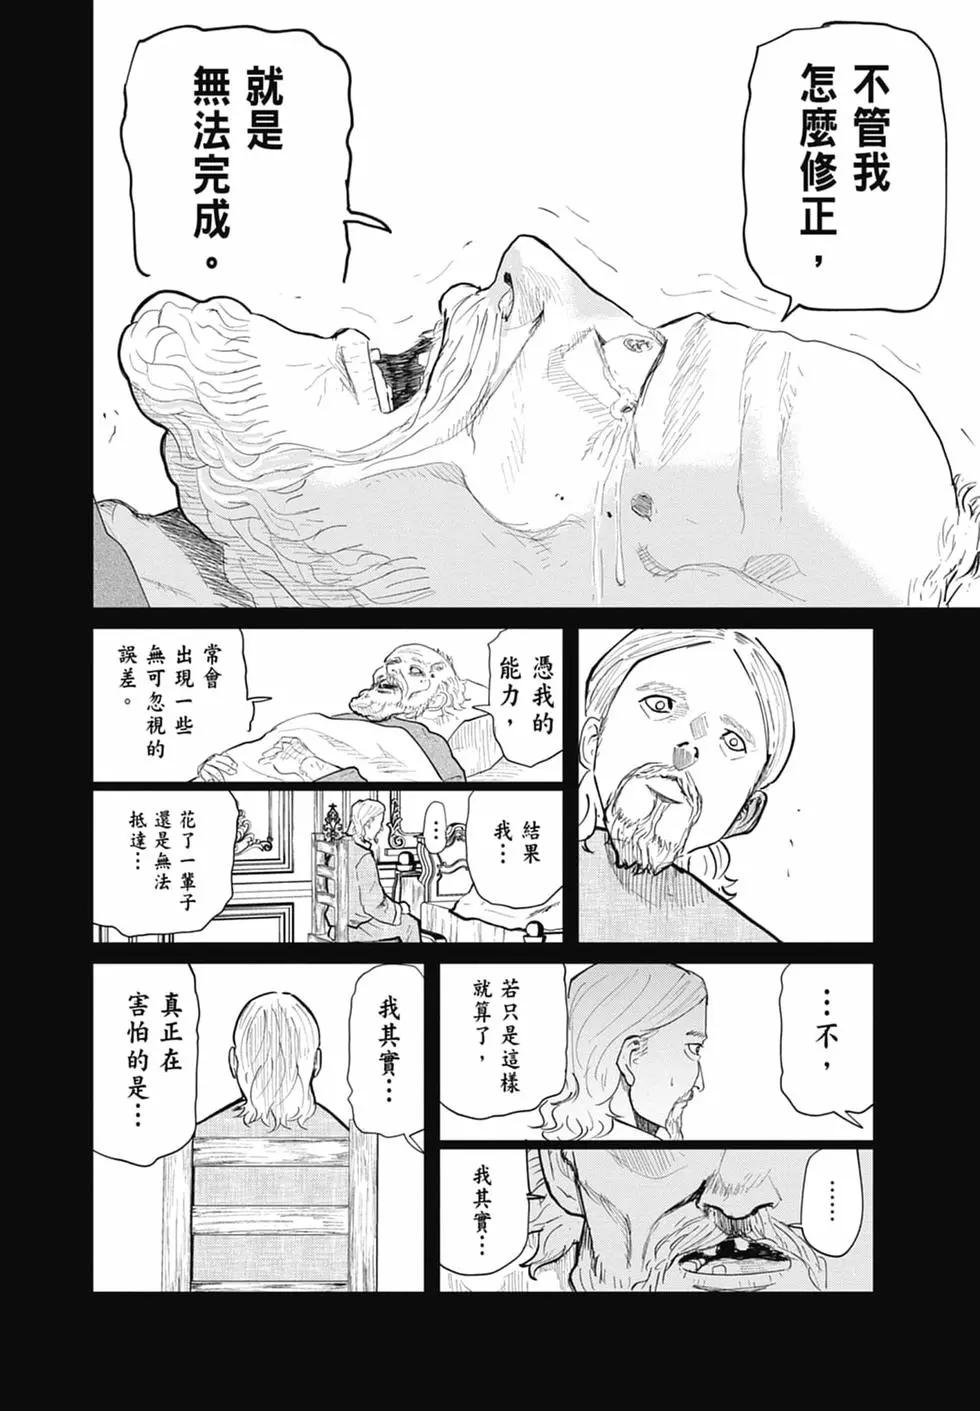 不管我
怎麼修正，
就是
無法完成。
憑我的
能力，
常會
出現一些
無可忽視的
誤差。
結果
我…
…
花了一輩子
還是無法
抵達…
…不，
若只是這樣
就算了，
……
我其實…
我其實…
真正在
害怕的是…